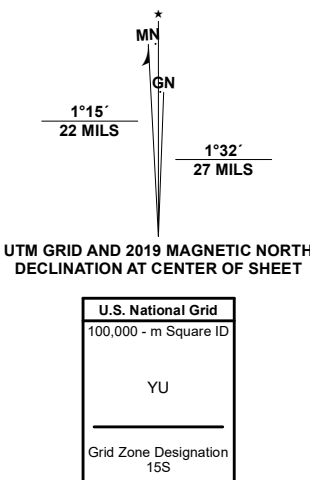 MN
GN
1°15´
22 MILS
1°32´
27 MILS
UTM GRID AND 2019 MAGNETIC NORTH
DECLINATION AT CENTER OF SHEET
U.S. National Grid
100,000 - m Square ID
YU
Grid Zone Designation
15S